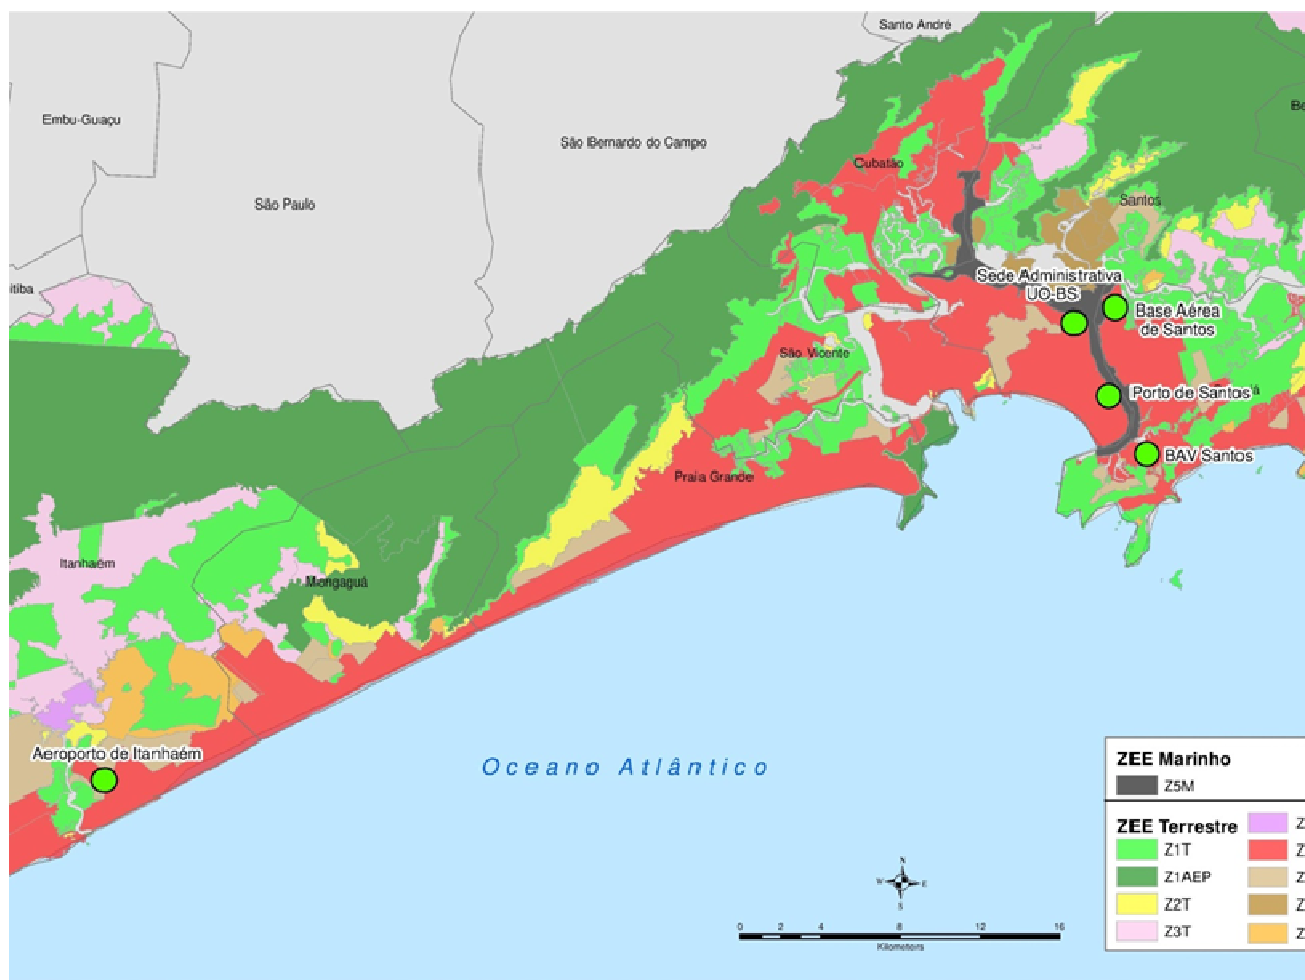 Santo André
Embu-Guaçu
São Bernardo do Campo
Cubatão
São Paulo
Santos
Sede Administrativa
UO-BS
Base Aérea
de Santos
São Vicente
Porto de Santos
BAV Santos
Praia Grande
Itanhaém
Mongaguá
Aeroporto de Itanhaém
Oceano Atlântico
ZEE Marinho
Z5M
ZEE Terrestre
Z1T
Z1AEP
Z2T
Z3T
N
W E
S
0 2 4 8 12 16
Kilometers